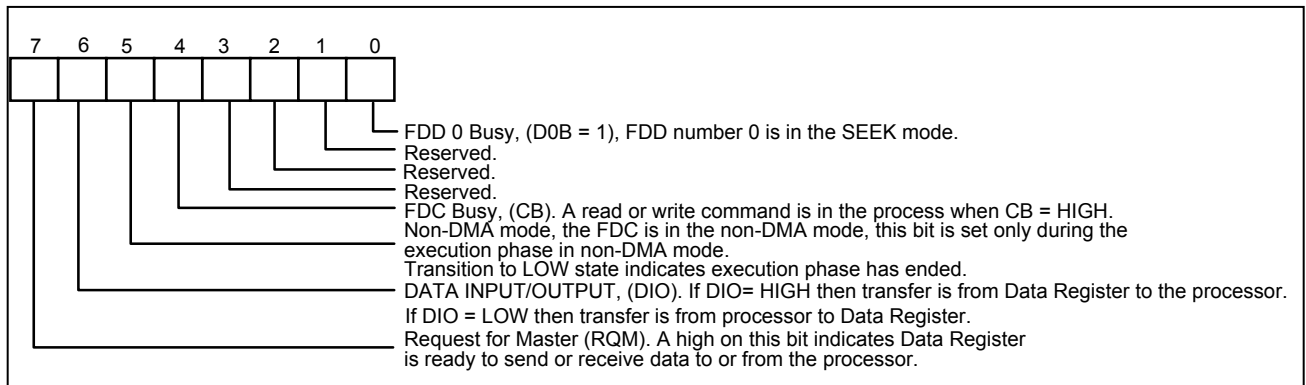 7 6 5 4 3 2 1 0
FDD 0 Busy, (D0B = 1), FDD number 0 is in the SEEK mode.
Reserved.
Reserved.
Reserved.
FDC Busy, (CB). A read or write command is in the process when CB = HIGH.
Non-DMA mode, the FDC is in the non-DMA mode, this bit is set only during the
execution phase in non-DMA mode.
Transition to LOW state indicates execution phase has ended.
DATA INPUT/OUTPUT, (DIO). If DIO= HIGH then transfer is from Data Register to the processor.
If DIO = LOW then transfer is from processor to Data Register.
Request for Master (RQM). A high on this bit indicates Data Register
is ready to send or receive data to or from the processor.